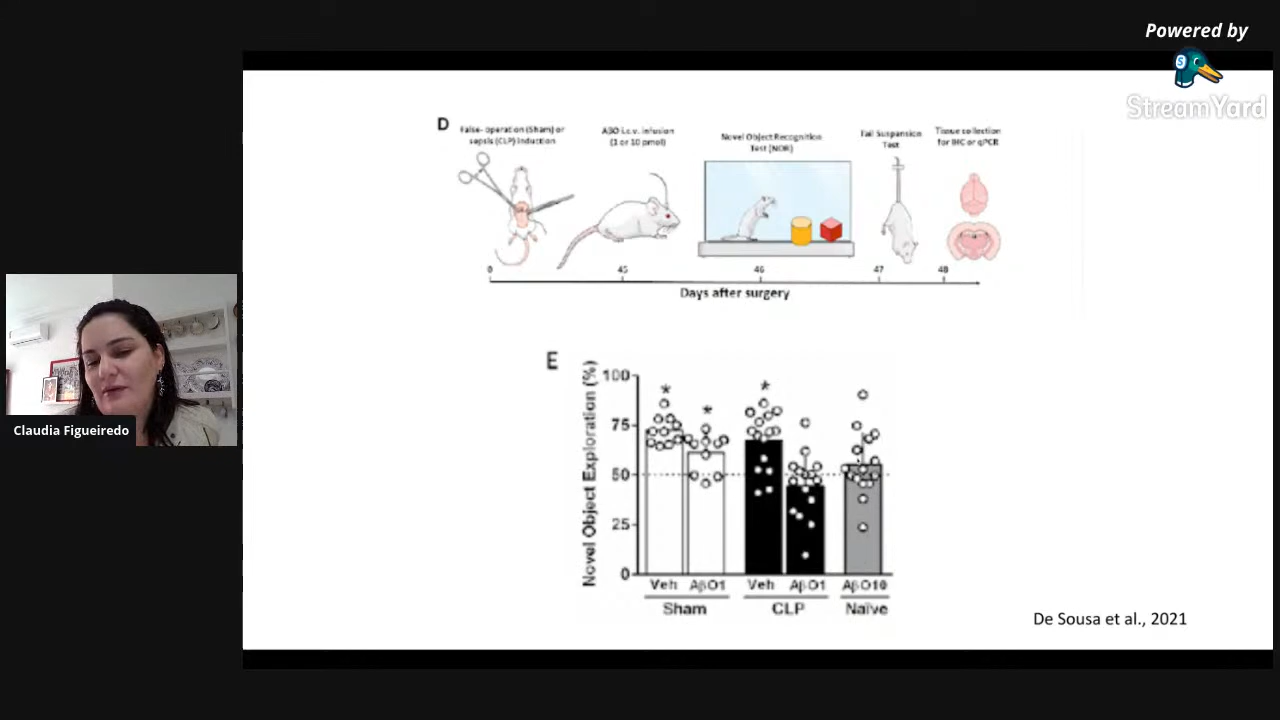 Powered by
StreamYard
D
False- operation (Sham) or
sepsis (CLP) induction
AβO i.c.v. infusion
(1 or 10 pmol)
Novel Object Recognition
Test (NOR)
Tail Suspension
Test
Tissue collection
for IHC or qPCR
0
45
46
47
48
Days after surgery
E
Novel Object Exploration (%)
100
75
50
25
0
*
*
*
Veh AβO1 Veh AβO1 AβO10
Sham CLP Naïve
De Sousa et al., 2021
Claudia Figueiredo